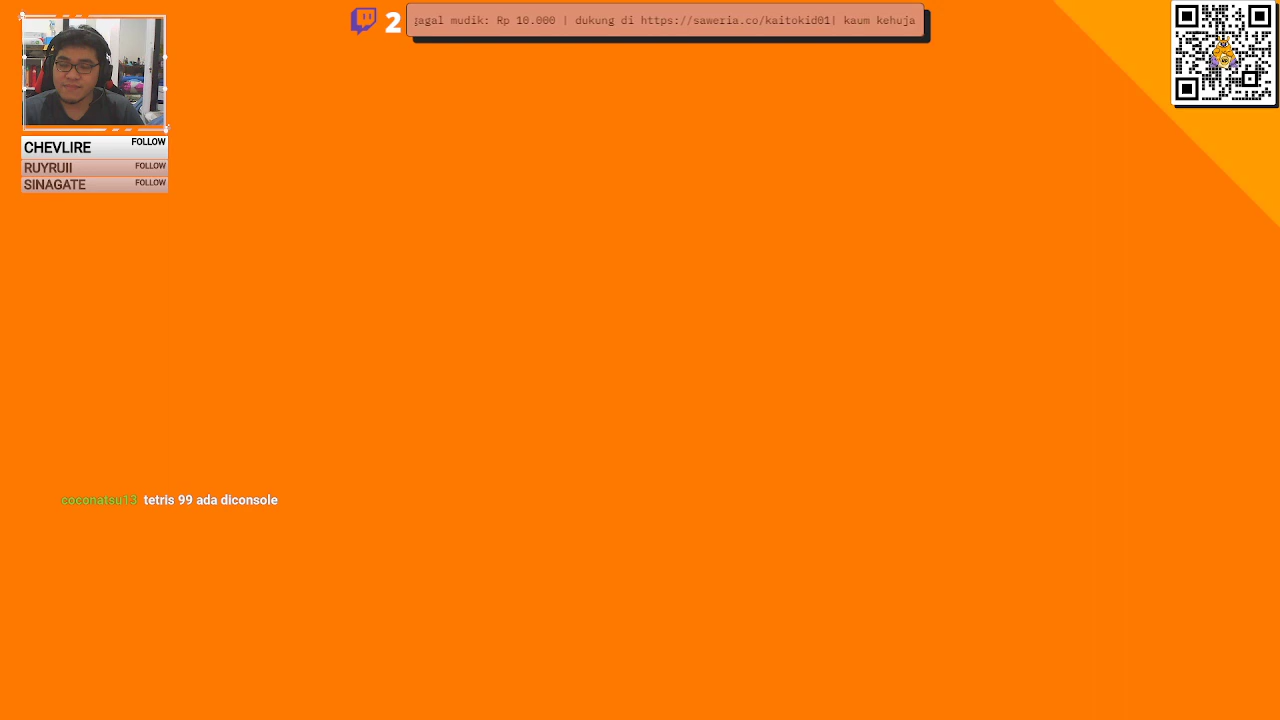 2
gagal mudik: Rp 10.000 | dukung di https://saweria.co/kaitokid01| kaum kehuja
CHEVLIRE FOLLOW
RUYRUII FOLLOW
SINAGATE FOLLOW
coconatsu13 tetris 99 ada diconsole